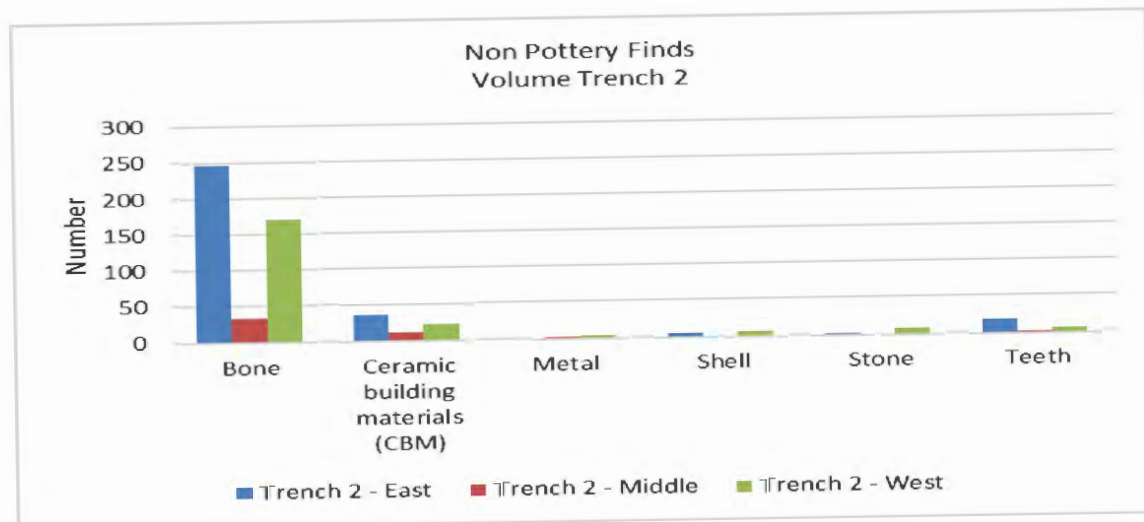 Non Pottery Finds
Volume Trench 2
Number
300
250
200
150
100
50
0
Bone
Ceramic
building
materials
(CBM)
Metal
Shell
Stone
Teeth
Trench 2 - East
Trench 2 - Middle
Trench 2 - West